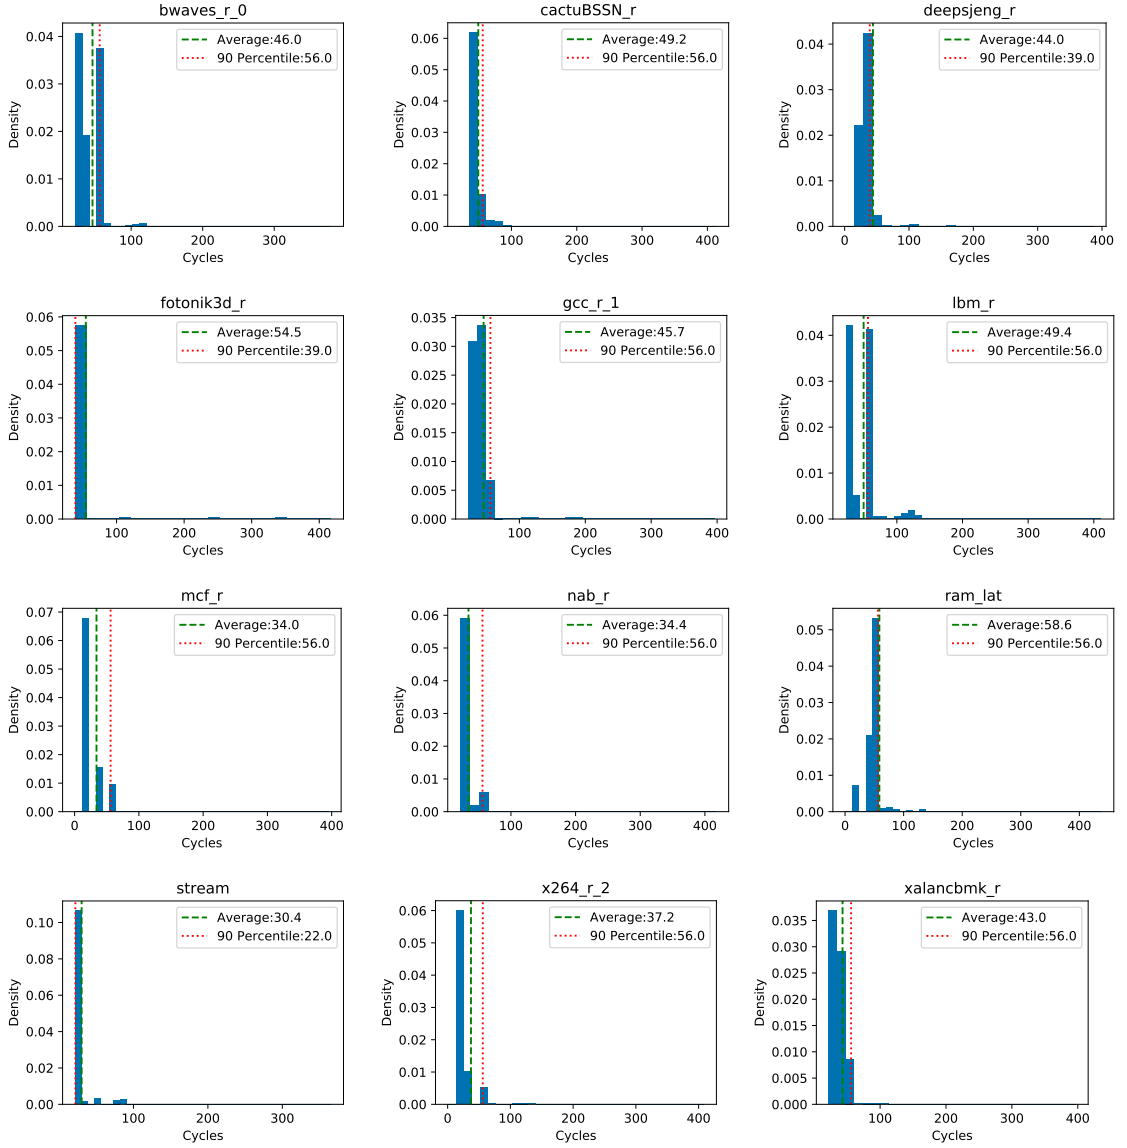 bwaves_r_0
0.04
0.03
0.02
0.01
0.00
Density
100
200
300
Cycles
Average:46.0
90 Percentile:56.0
cactuBSSN_r
0.06
0.05
0.04
0.03
0.02
0.01
0.00
Density
100
200
300
400
Cycles
Average:49.2
90 Percentile:56.0
deepsjeng_r
0.04
0.03
0.02
0.01
0.00
Density
0
100
200
300
400
Cycles
Average:44.0
90 Percentile:39.0
fotonik3d_r
0.06
0.05
0.04
0.03
0.02
0.01
0.00
Density
100
200
300
400
Cycles
Average:54.5
90 Percentile:39.0
gcc_r_1
0.035
0.030
0.025
0.020
0.015
0.010
0.005
0.000
Density
100
200
300
400
Cycles
Average:45.7
90 Percentile:56.0
lbm_r
0.04
0.03
0.02
0.01
0.00
Density
100
200
300
400
Cycles
Average:49.4
90 Percentile:56.0
mcf_r
0.07
0.06
0.05
0.04
0.03
0.02
0.01
0.00
Density
0
100
200
300
400
Cycles
Average:34.0
90 Percentile:56.0
nab_r
0.06
0.05
0.04
0.03
0.02
0.01
0.00
Density
100
200
300
400
Cycles
Average:34.4
90 Percentile:56.0
ram_lat
0.05
0.04
0.03
0.02
0.01
0.00
Density
0
100
200
300
400
Cycles
Average:58.6
90 Percentile:56.0
stream
0.10
0.08
0.06
0.04
0.02
0.00
Density
100
200
300
Cycles
Average:30.4
90 Percentile:22.0
x264_r_2
0.06
0.05
0.04
0.03
0.02
0.01
0.00
Density
0
100
200
300
400
Cycles
Average:37.2
90 Percentile:56.0
xalancbmk_r
0.035
0.030
0.025
0.020
0.015
0.010
0.005
0.000
Density
100
200
300
400
Cycles
Average:43.0
90 Percentile:56.0